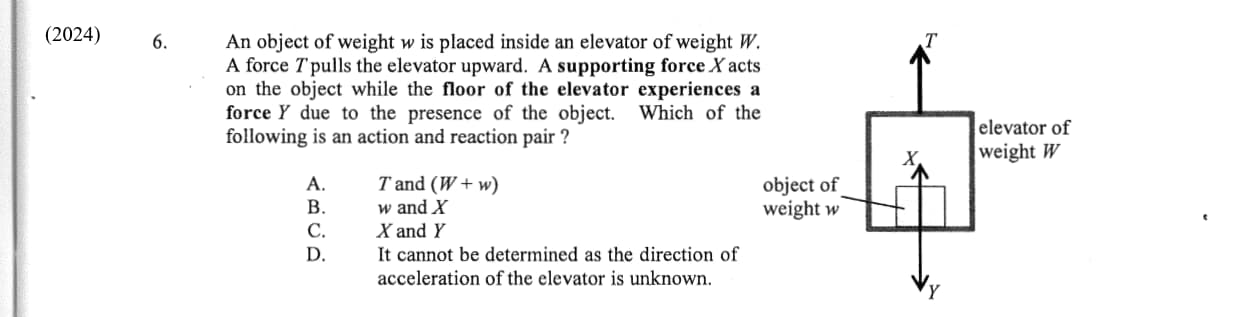 (2024)
6.
An object of weight w is placed inside an elevator of weight W.
A force T pulls the elevator upward. A supporting force X acts
on the object while the floor of the elevator experiences a
force Y due to the presence of the object. Which of the
following is an action and reaction pair ?
A. T and (W + w)
B. w and X
C. X and Y
D. It cannot be determined as the direction of
acceleration of the elevator is unknown.
T
elevator of
weight W
X
object of
weight w
Y